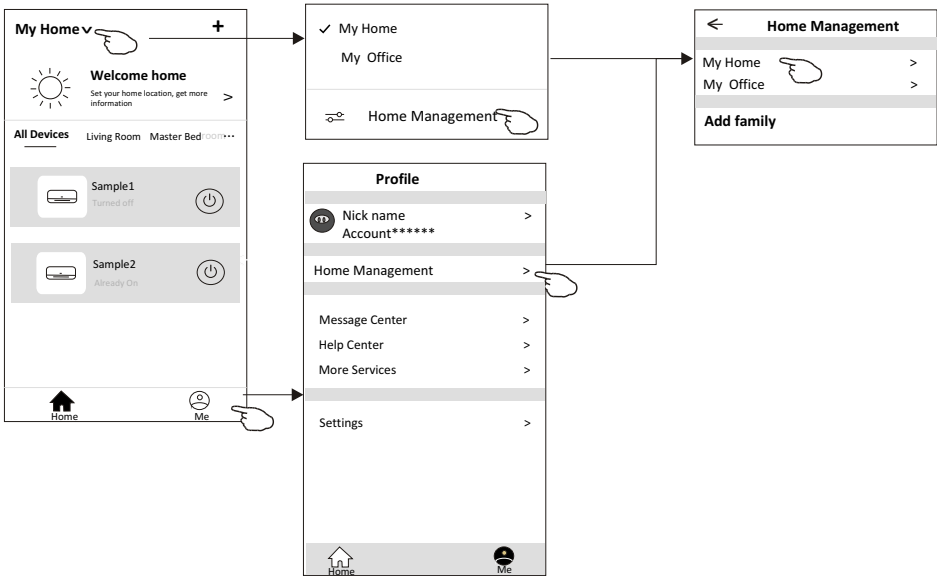 My Home
+
Welcome home
Set your home location, get more
information
>
All Devices Living Room Master Bedroom ...
Sample1
Turned off
Sample2
Already On
Home
Me
✓ My Home
My Office
Home Management
Profile
Nick name >
Account******
Home Management >
Message Center >
Help Center >
More Services >
Settings >
Home
Me
← Home Management
My Home >
My Office >
Add family